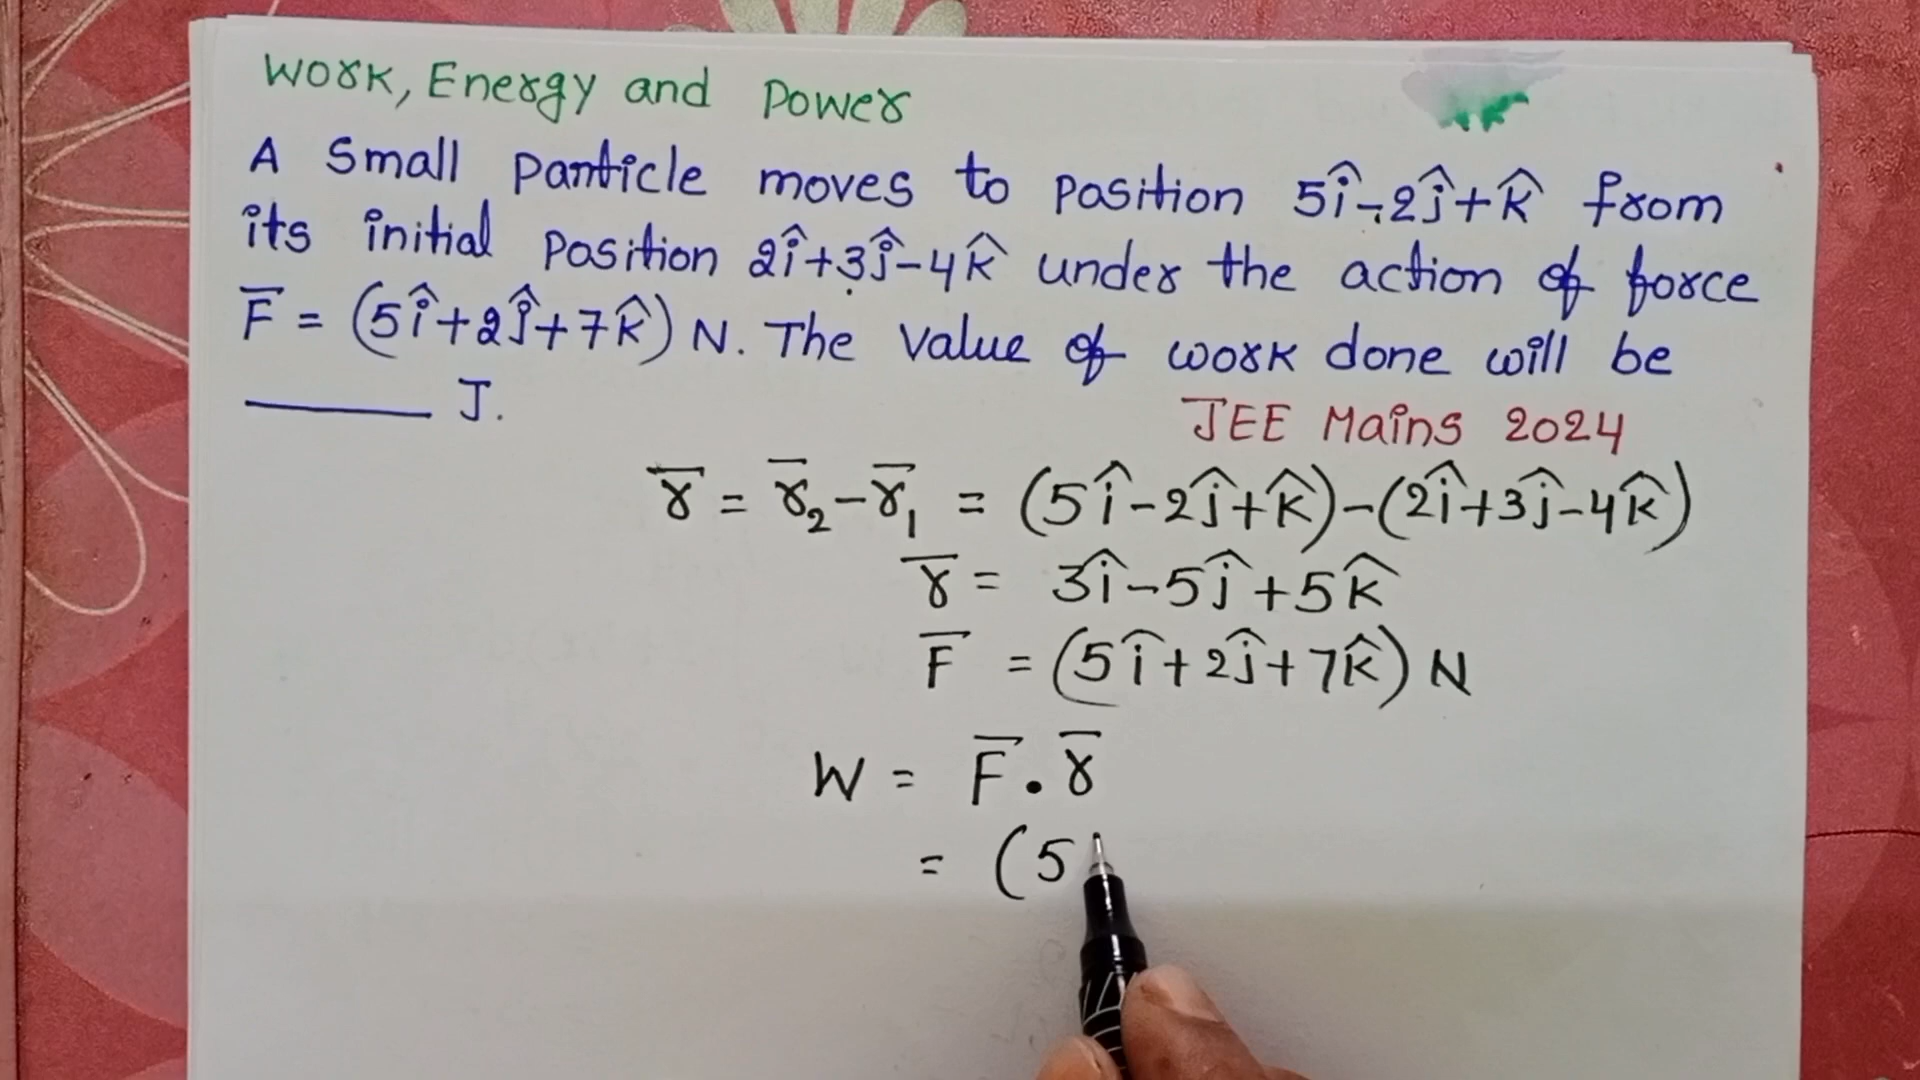 Work, Energy and Power
A Small Particle moves to Position 5î-2ĵ+k̂ from
its initial Position 2î+3ĵ-4k̂ under the action of force
F̅ = (5î+2ĵ+7k̂) N. The Value of work done will be
______ J.
JEE Mains 2024
r̅ = r̅₂-r̅₁ = (5î-2ĵ+k̂)-(2î+3ĵ-4k̂)
r̅ = 3î-5ĵ+5k̂
F̅ = (5î+2ĵ+7k̂) N
W = F̅.r̅
= (5